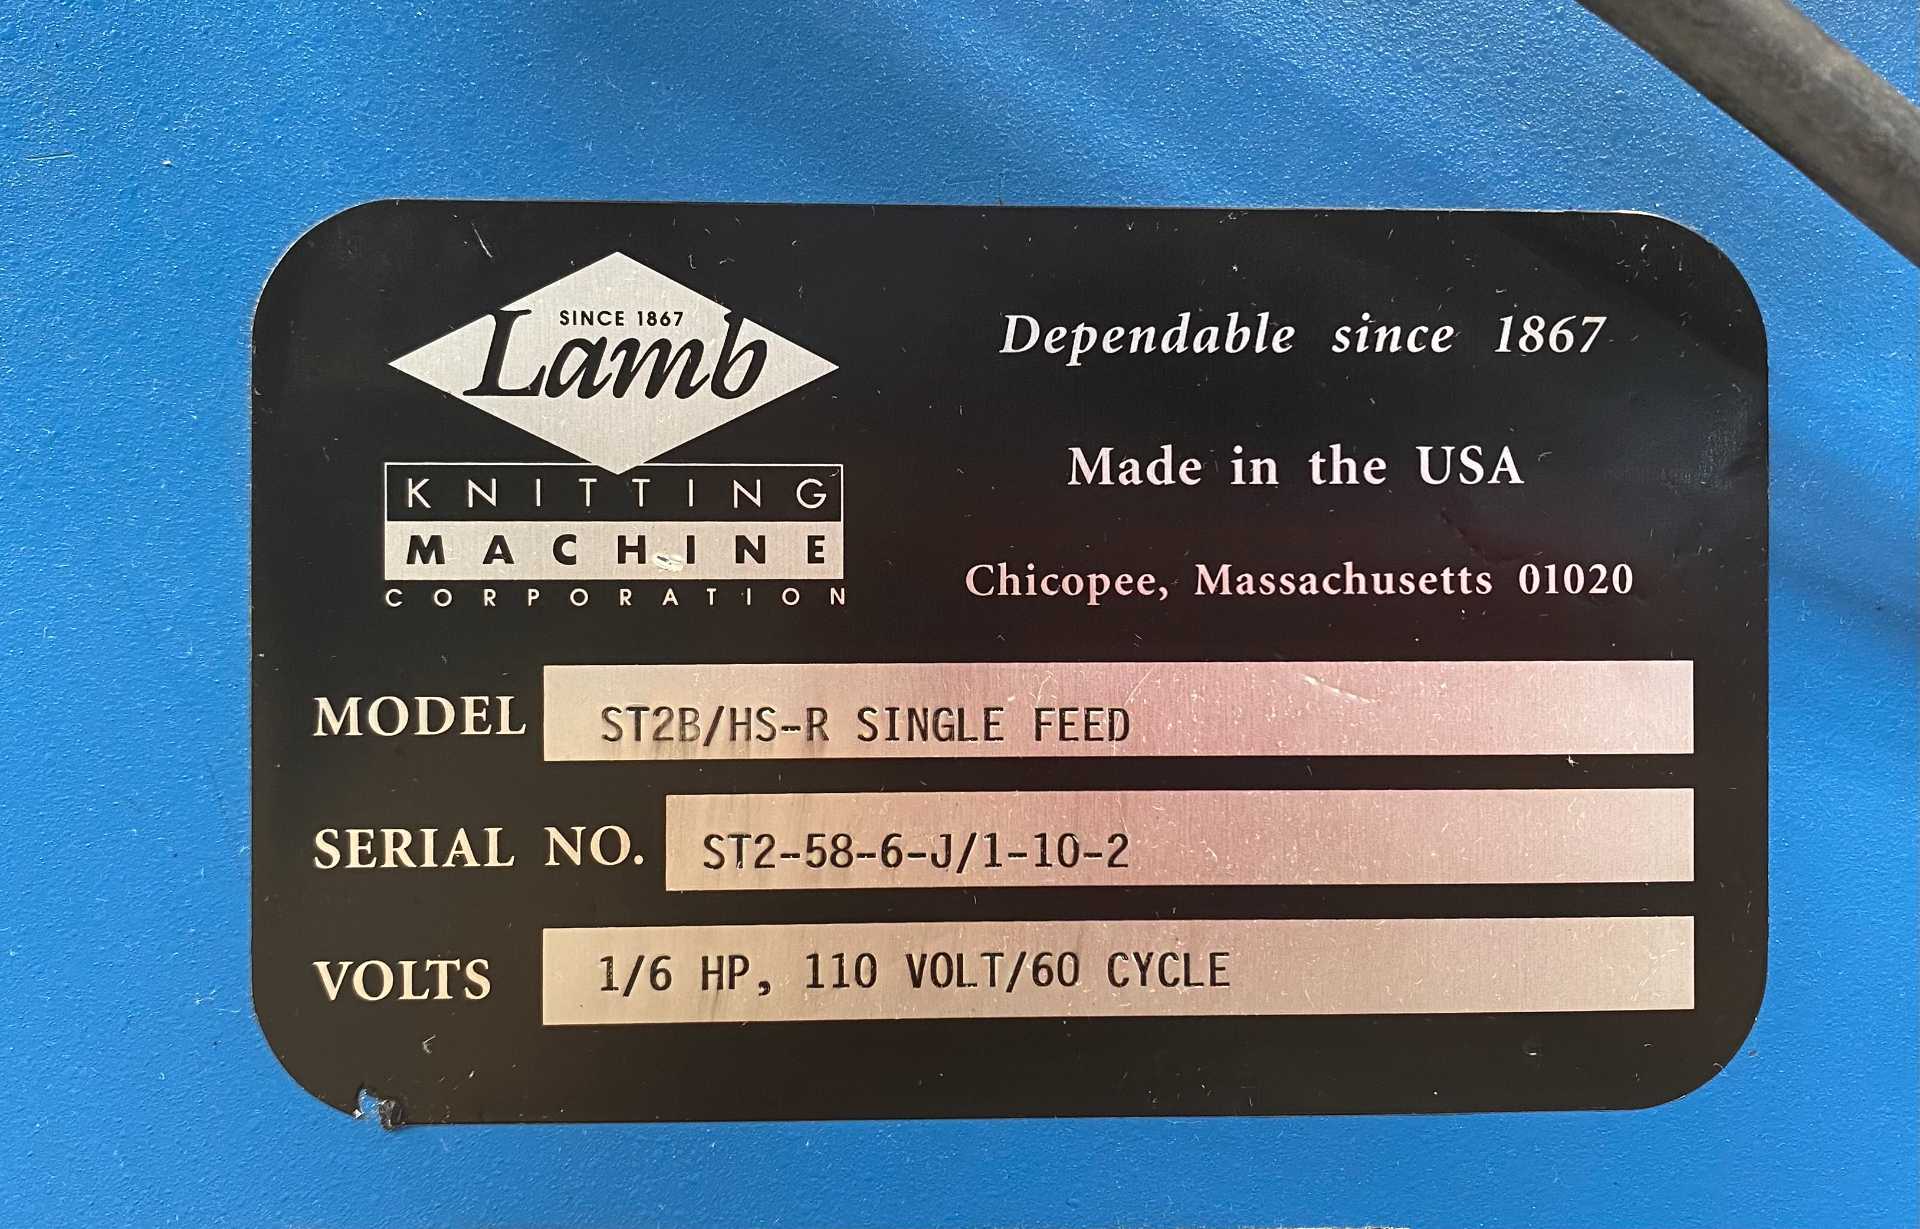 SINCE 1867
Lamb
KNITTING
MACHINE
CORPORATION
Dependable since 1867
Made in the USA
Chicopee, Massachusetts 01020
MODEL ST2B/HS-R SINGLE FEED
SERIAL NO. ST2-58-6-J/1-10-2
VOLTS 1/6 HP, 110 VOLT/60 CYCLE